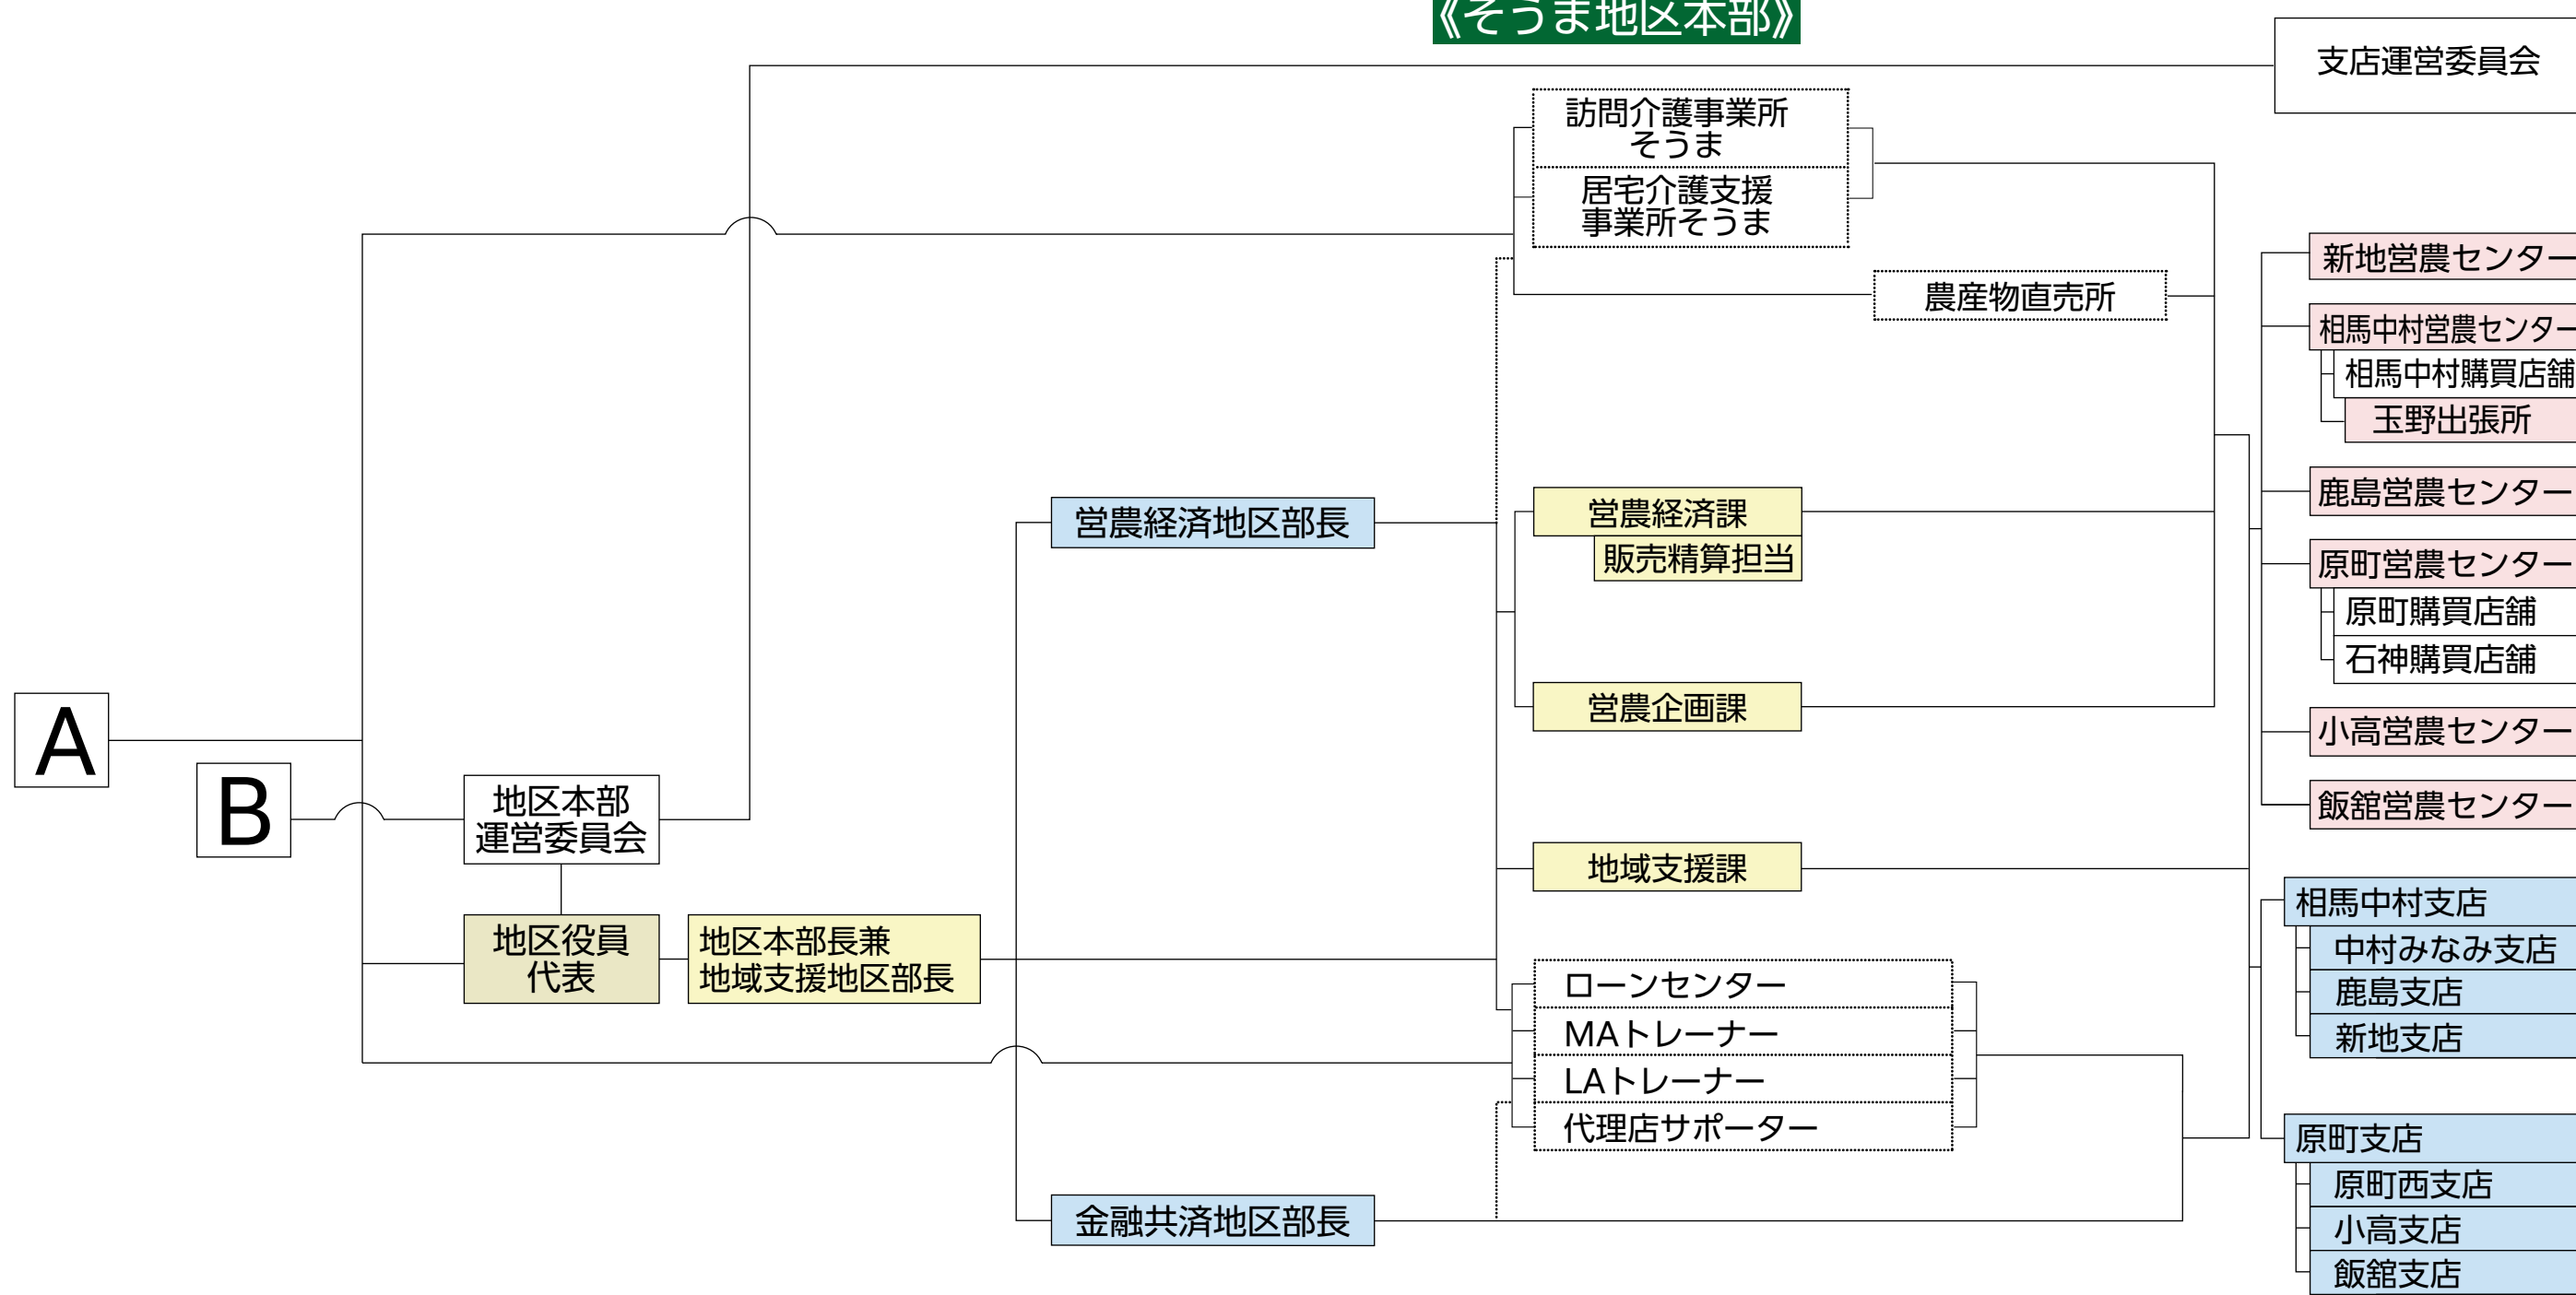 《そうま地区本部》
支店運営委員会
訪問介護事業所
そうま
居宅介護支援
事業所そうま
農産物直売所
新地営農センター
相馬中村営農センター
相馬中村購買店舗
玉野出張所
営農経済地区部長
営農経済課
販売精算担当
鹿島営農センター
原町営農センター
原町購買店舗
石神購買店舗
営農企画課
小高営農センター
飯舘営農センター
A
B
地区本部
運営委員会
地区役員
代表
地区本部長兼
地域支援地区部長
地域支援課
ローンセンター
MAトレーナー
LAトレーナー
代理店サポーター
金融共済地区部長
相馬中村支店
中村みなみ支店
鹿島支店
新地支店
原町支店
原町西支店
小高支店
飯舘支店